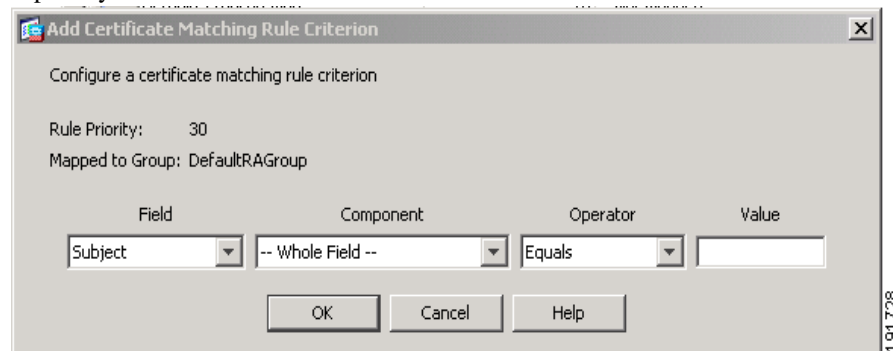 Add Certificate Matching Rule Criterion
Configure a certificate matching rule criterion
Rule Priority: 30
Mapped to Group: DefaultRAGroup
Field Component Operator Value
Subject -- Whole Field -- Equals
OK Cancel Help
191728